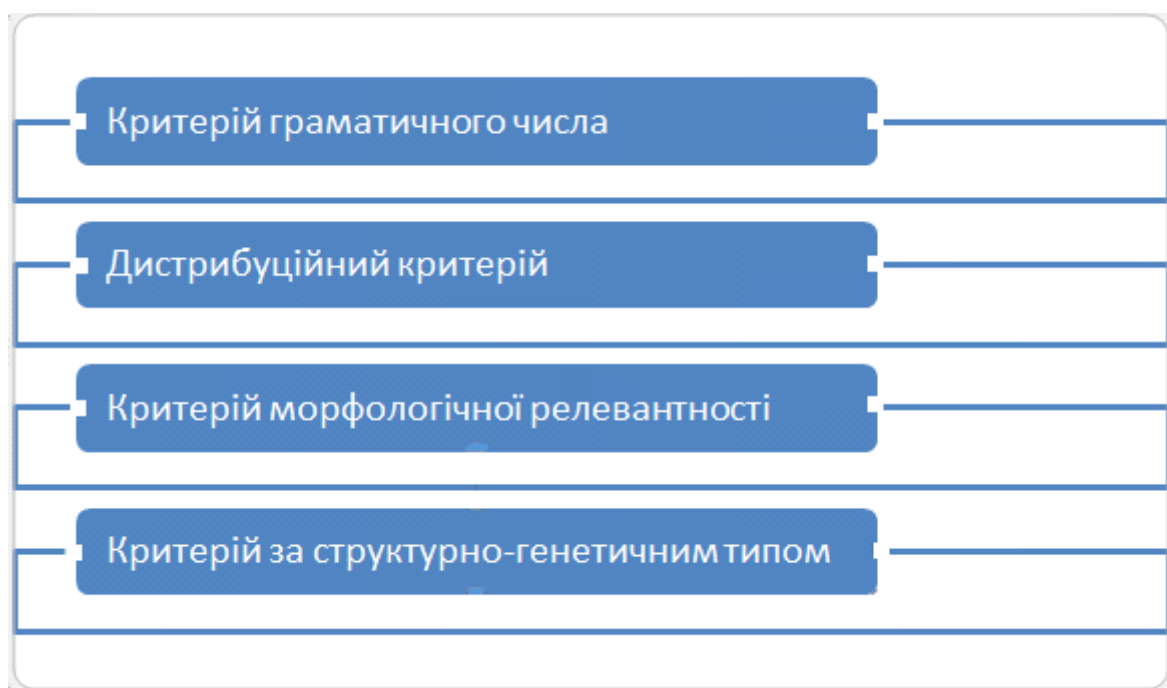 Критерій граматичного числа
Дистрибуційний критерій
Критерій морфологічної релевантності
Критерій за структурно-генетичним типом